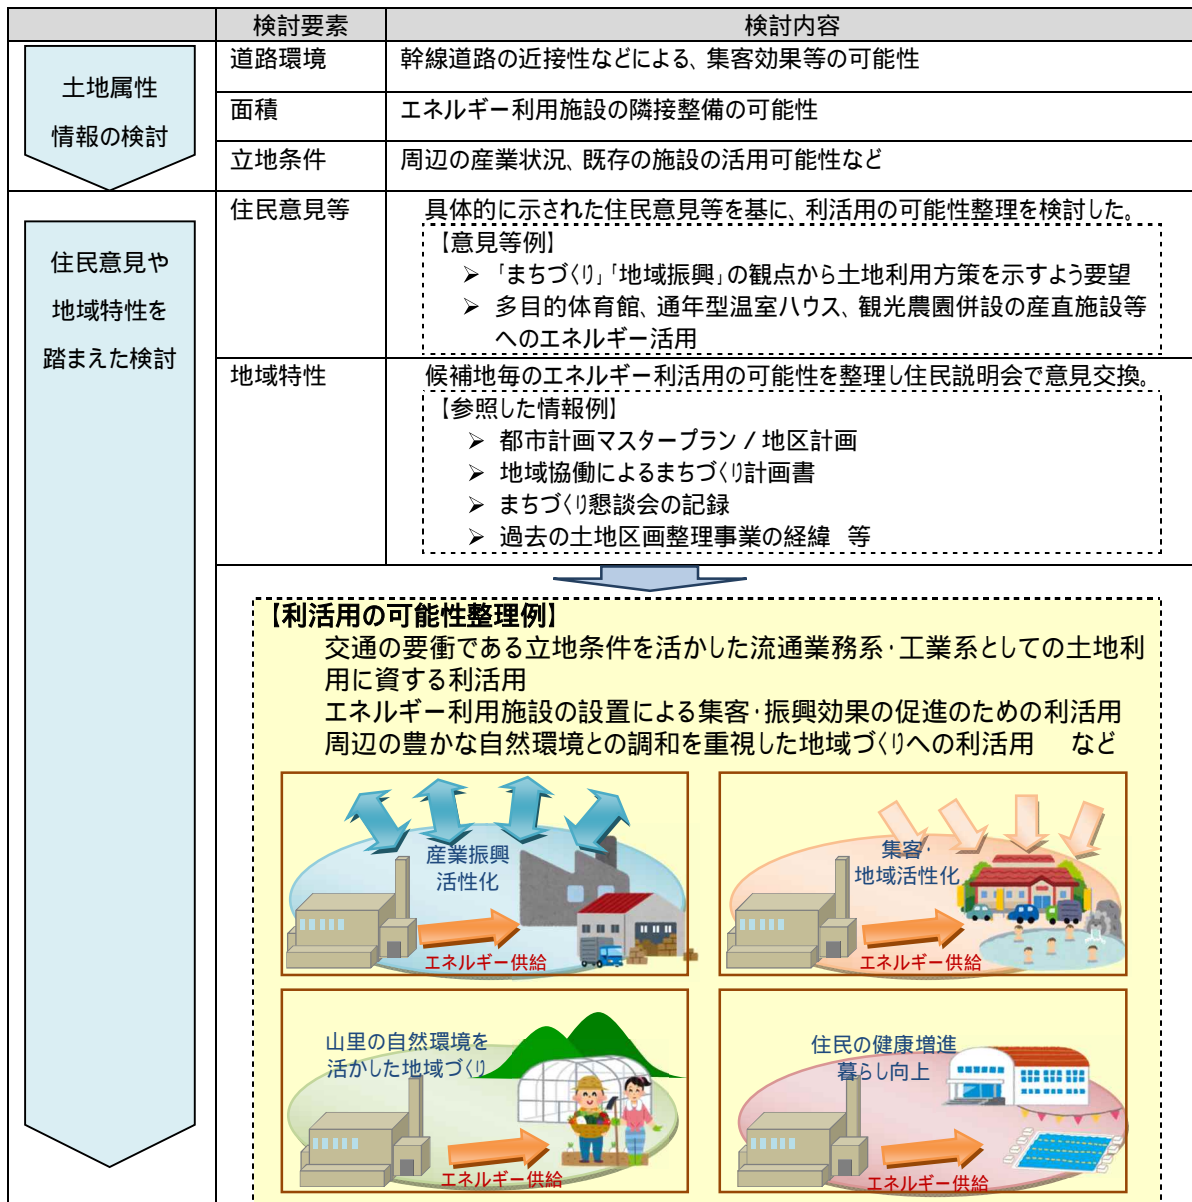 検討要素 検討内容
土地属性
情報の検討
道路環境 幹線道路の近接性などによる、集客効果等の可能性
面積 エネルギー利用施設の隣接整備の可能性
立地条件 周辺の産業状況、既存の施設の活用可能性など
住民意見や
地域特性を
踏まえた検討
住民意見等 具体的に示された住民意見等を基に、利活用の可能性整理を検討した。
【意見等例】
➢ 「まちづくり」「地域振興」の観点から土地利用方策を示すよう要望
➢ 多目的体育館、通年型温室ハウス、観光農園併設の産直施設等
へのエネルギー活用
地域特性 候補地毎のエネルギー利活用の可能性を整理し住民説明会で意見交換。
【参照した情報例】
➢ 都市計画マスタープラン / 地区計画
➢ 地域協働によるまちづくり計画書
➢ まちづくり懇談会の記録
➢ 過去の土地区画整理事業の経緯 等
【利活用の可能性整理例】
交通の要衝である立地条件を活かした流通業務系・工業系としての土地利
用に資する利活用
エネルギー利用施設の設置による集客・振興効果の促進のための利活用
周辺の豊かな自然環境との調和を重視した地域づくりへの利活用 など
産業振興
活性化
エネルギー供給
集客・
地域活性化
エネルギー供給
山里の自然環境を
活かした地域づくり
エネルギー供給
住民の健康増進
暮らし向上
エネルギー供給